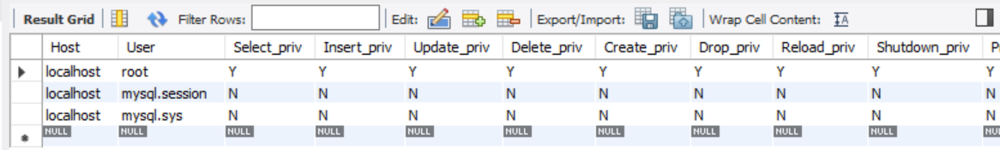 Result Grid Filter Rows: Edit: Export/Import: Wrap Cell Content: IA
Host User Select_priv Insert_priv Update_priv Delete_priv Create_priv Drop_priv Reload_priv Shutdown_priv
localhost root Y Y Y Y Y Y Y Y Y
localhost mysql.session N N N N N N N N N
localhost mysql.sys N N N N N N N N N
NULL NULL NULL NULL NULL NULL NULL NULL NULL NULL